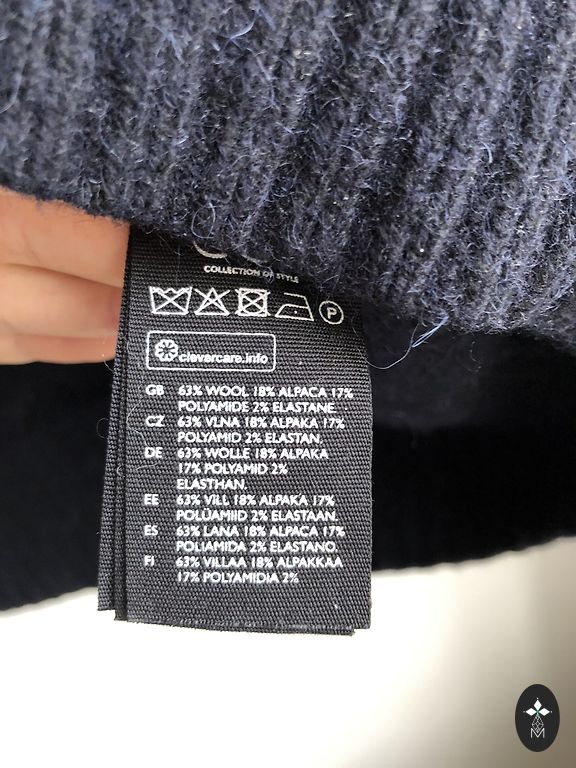 COLLECTION OF STYLE
P
clevercare.info
GB 63% WOOL 18% ALPACA 17%
POLYAMIDE 2% ELASTANE.
CZ 63% VLNA 18% ALPAKA 17%
POLYAMID 2% ELASTAN.
DE 63% WOLLE 18% ALPAKA
17% POLYAMID 2%
ELASTHAN.
EE 63% VILL 18% ALPAKA 17%
POLÜAMIID 2% ELASTAAN.
ES 63% LANA 18% ALPACA 17%
POLIAMIDA 2% ELASTANO.
FI 63% VILLAA 18% ALPAKKAA
17% POLYAMIDIA 2%
M